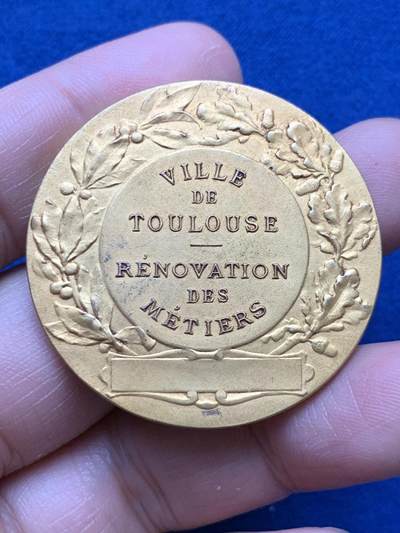 VILLE
DE
TOULOUSE
RÉNOVATION
DES
MÉTIERS